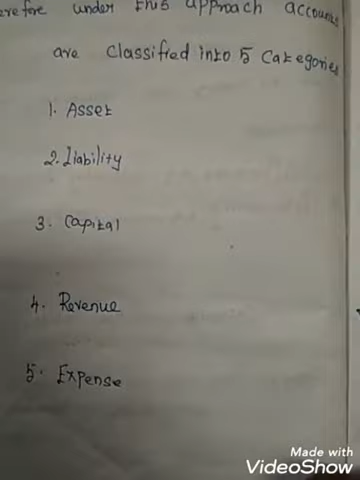 erefore under this approach accounts
are classified into 5 categories
1. Asset
2. Liability
3. Capital
4. Revenue
5. Expense
Made with
VideoShow